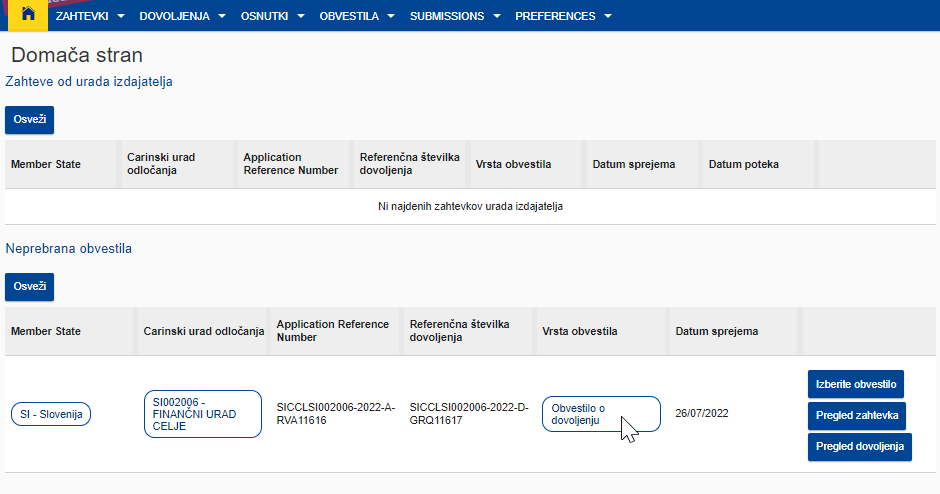 ZAHTEVKI DOVOLJENJA OSNUTKI OBVESTILA SUBMISSIONS PREFERENCES
Domača stran
Zahteve od urada izdajatelja
Osveži
Member State
Carinski urad
odločanja
Application
Reference Number
Referenčna številka
dovoljenja
Vrsta obvestila
Datum sprejema
Datum poteka
Ni najdenih zahtevkov urada izdajatelja
Neprebrana obvestila
Osveži
Member State
Carinski urad odločanja
Application Reference
Number
Referenčna številka
dovoljenja
Vrsta obvestila
Datum sprejema
SI - Slovenija
SI002006 -
FINANČNI URAD
CELJE
SICCLSI002006-2022-A-
RVA11616
SICCLSI002006-2022-D-
GRQ11617
Obvestilo o
dovoljenju
26/07/2022
Izberite obvestilo
Pregled zahtevka
Pregled dovoljenja